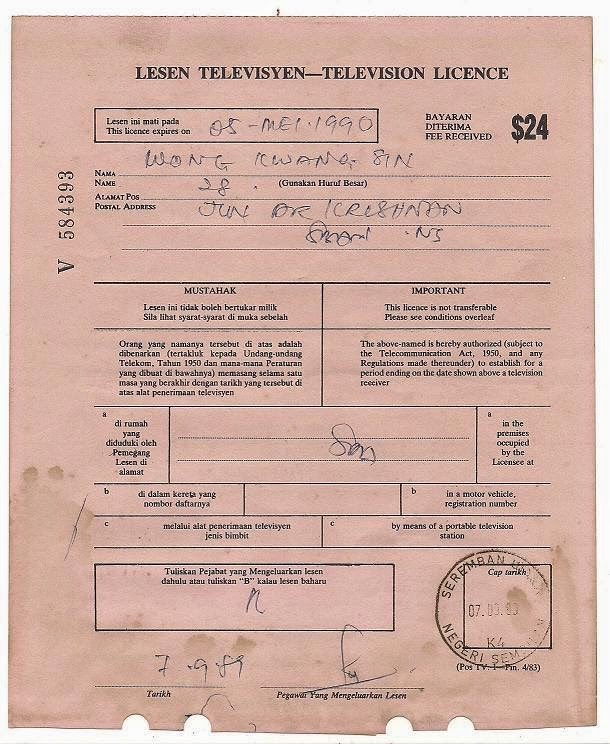 LESEN TELEVISYEN—TELEVISION LICENCE
Lesen ini mati pada
This licence expires on 05-MEI.1990
BAYARAN
DITERIMA
FEE RECEIVED
$24
V 584393
NAMA
NAME
WONG KWANG SIN
28. (Gunakan Huruf Besar)
ALAMAT POS
POSTAL ADDRESS
KRISHNAN
NS
MUSTAHAK
Lesen ini tidak boleh bertukar milik
Sila lihat syarat-syarat di muka sebelah
IMPORTANT
This licence is not transferable
Please see conditions overleaf
Orang yang namanya tersebut di atas adalah
dibenarkan (tertakluk kepada Undang-undang
Telekom, Tahun 1950 dan mana-mana Peraturan
yang dibuat di bawahnya) memasang selama satu
masa yang berakhir dengan tarikh yang tersebut di
atas alat penerimaan televisyen
The above-named is hereby authorized (subject to
the Telecommunication Act, 1950, and any
Regulations made thereunder) to establish for a
period ending on the date shown above a television
receiver
a
di rumah
yang
diduduki oleh
Pemegang
Lesen di
alamat
a
in the
premises
occupied
by the
Licensee at
b
di dalam kereta yang
nombor daftarnya
b
in a motor vehicle,
registration number
c
melalui alat penerimaan televisyen
jenis bimbit
c
by means of a portable television
station
Tuliskan Pejabat yang Mengeluarkan lesen
dahulu atau tuliskan "B" kalau lesen baharu
R
Cap tarikh
SEREMBAN
07.09.89
K4
NEGERI SEMBILAN
7.9.89
Tarikh
Pegawai Yang Mengeluarkan Lesen
(Pos TV. 1—Pin. 4/83)